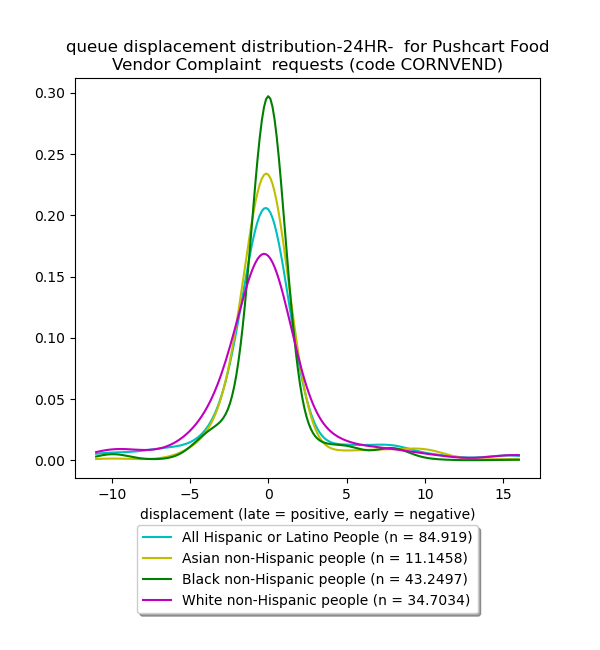 queue displacement distribution-24HR-  for Pushcart Food
Vendor Complaint  requests (code CORNVEND)
0.30
0.25
0.20
0.15
0.10
0.05
0.00
−10 −5 0 5 10 15
displacement (late = positive, early = negative)
All Hispanic or Latino People (n = 84.919)
Asian non-Hispanic people (n = 11.1458)
Black non-Hispanic people (n = 43.2497)
White non-Hispanic people (n = 34.7034)